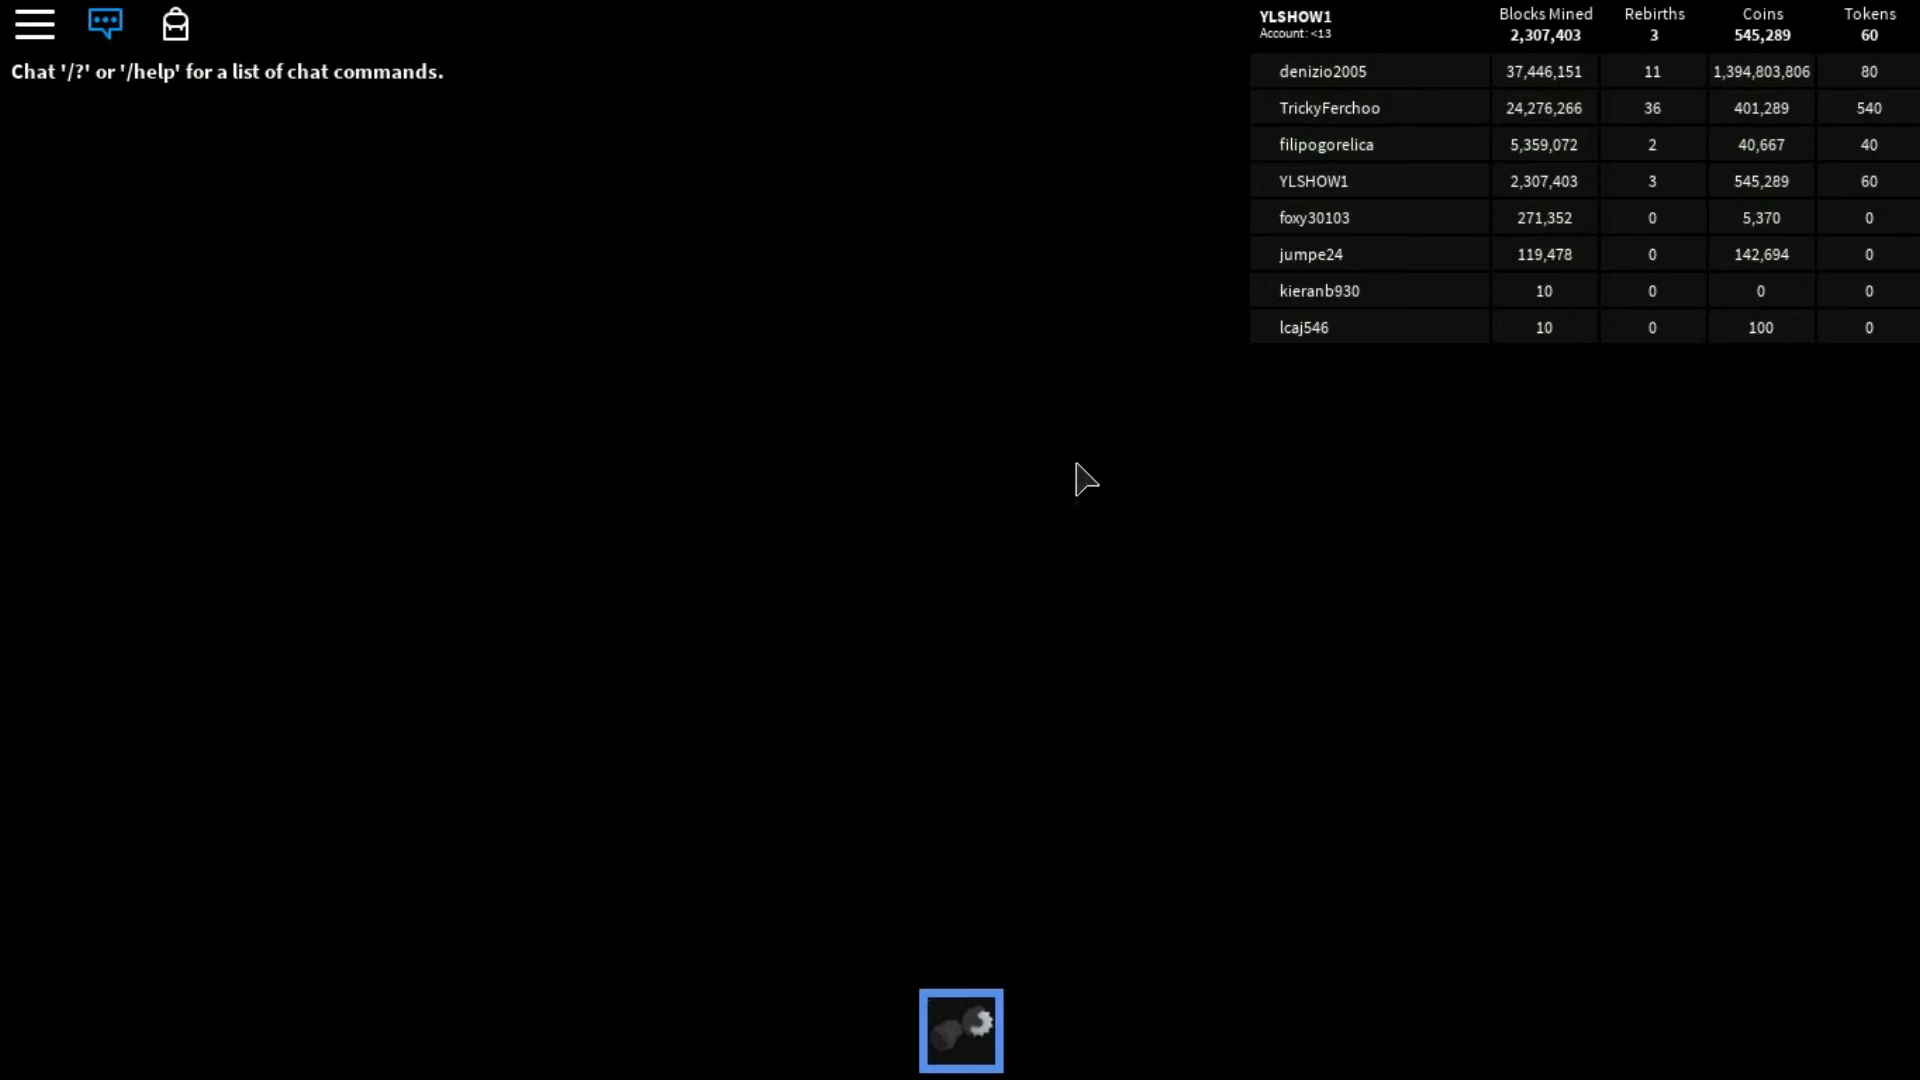 YLSHOW1 Blocks Mined Rebirths Coins Tokens
Account: <13 2,307,403 3 545,289 60
Chat '/?' or '/help' for a list of chat commands.
denizio2005 37,446,151 11 1,394,803,806 80
TrickyFerchoo 24,276,266 36 401,289 540
filipogorelica 5,359,072 2 40,667 40
YLSHOW1 2,307,403 3 545,289 60
foxy30103 271,352 0 5,370 0
jumpe24 119,478 0 142,694 0
kieranb930 10 0 0 0
lcaj546 10 0 100 0